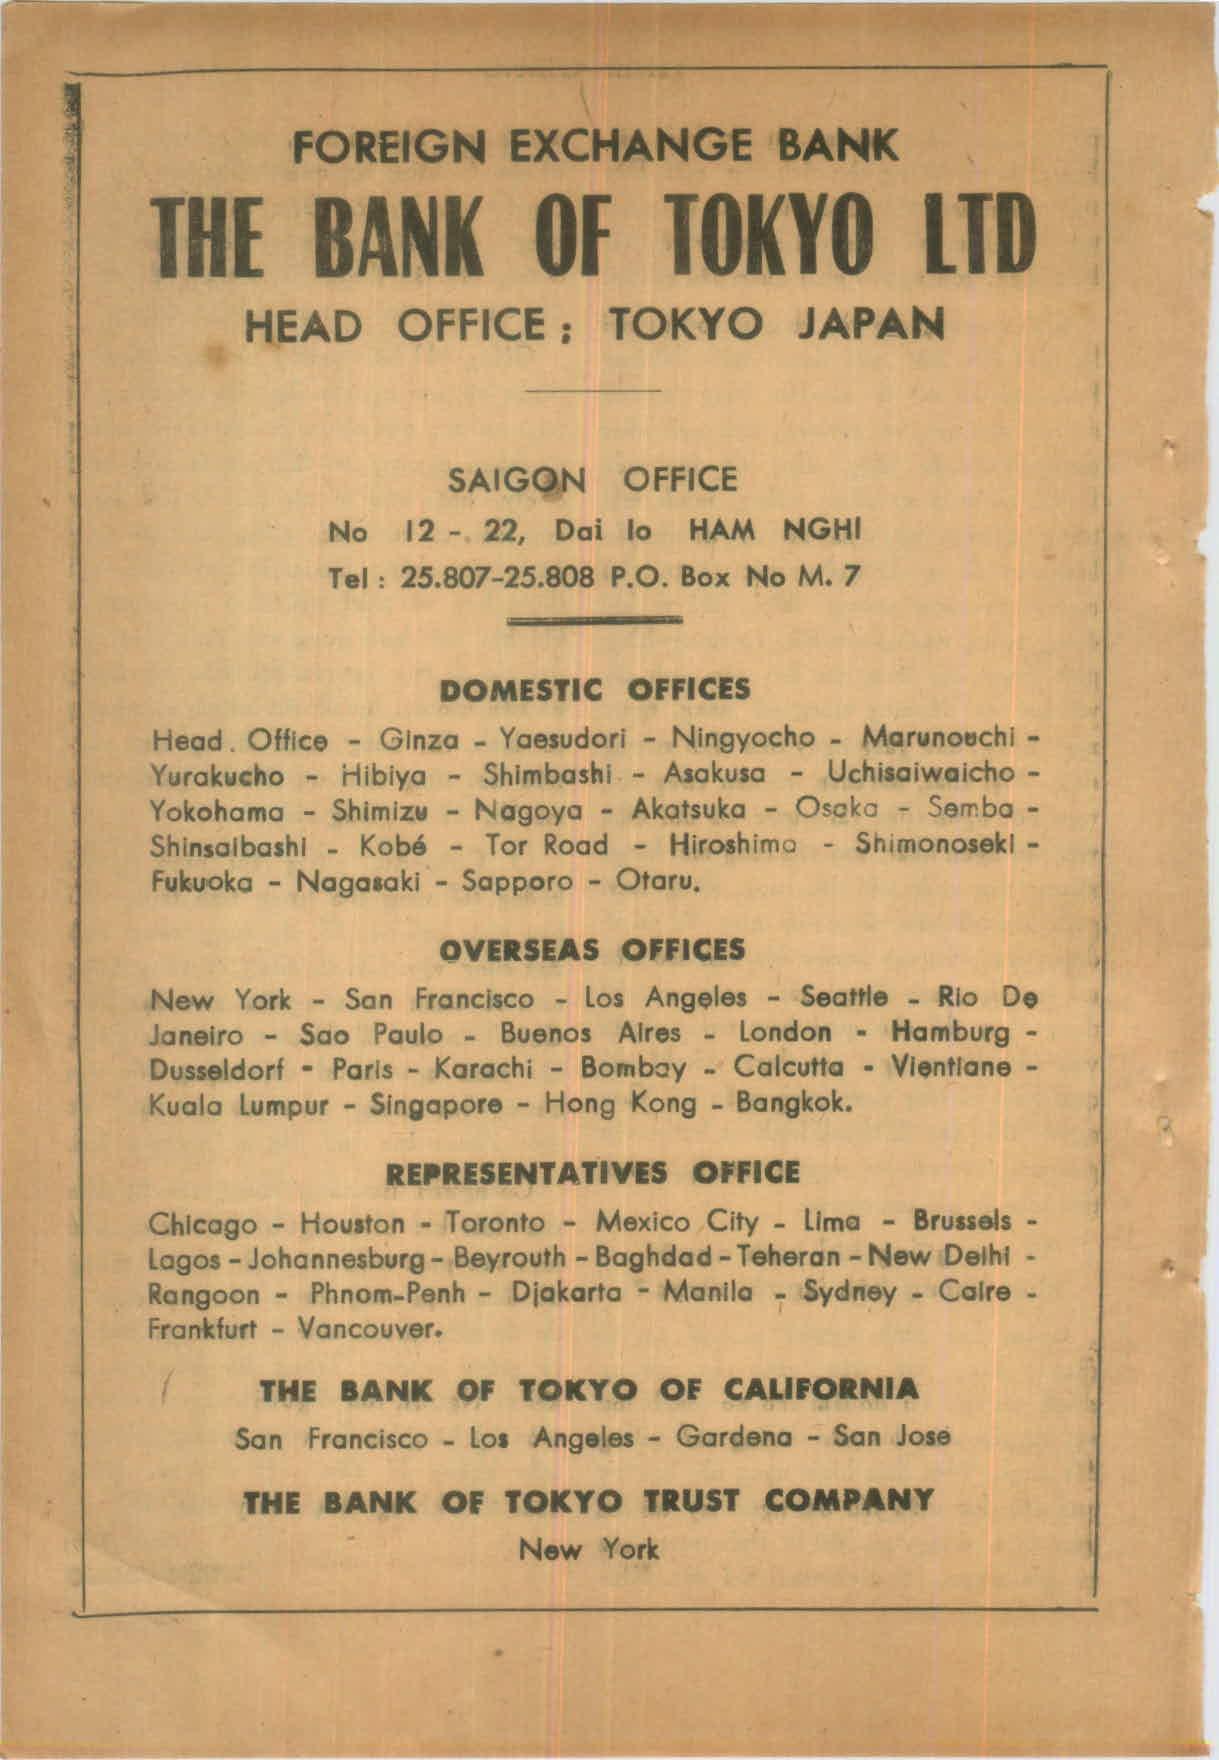 FOREIGN EXCHANGE BANK
THE BANK OF TOKYO LTD
HEAD OFFICE ; TOKYO JAPAN
SAIGON OFFICE
No 12 - 22, Dai lo HAM NGHI
Tel : 25.807-25.808 P.O. Box No M. 7
DOMESTIC OFFICES
Head . Office - Ginza - Yaesudori - Ningyocho - Marunouchi -
Yurakucho - Hibiya - Shimbashi - Asakusa - Uchisaiwaicho -
Yokohama - Shimizu - Nagoya - Akatsuka - Osaka - Semba -
Shinsaibashi - Kobé - Tor Road - Hiroshima - Shimonoseki -
Fukuoka - Nagasaki - Sapporo - Otaru.
OVERSEAS OFFICES
New York - San Francisco - Los Angeles - Seattle - Rio De
Janeiro - Sao Paulo - Buenos Aires - London - Hamburg -
Dusseldorf - Paris - Karachi - Bombay - Calcutta - Vientiane -
Kuala Lumpur - Singapore - Hong Kong - Bangkok.
REPRESENTATIVES OFFICE
Chicago - Houston - Toronto - Mexico City - Lima - Brussels -
Lagos - Johannesburg - Beyrouth - Baghdad - Teheran - New Delhi -
Rangoon - Phnom-Penh - Djakarta - Manila - Sydney - Caire -
Frankfurt - Vancouver.
THE BANK OF TOKYO OF CALIFORNIA
San Francisco - Los Angeles - Gardena - San Jose
THE BANK OF TOKYO TRUST COMPANY
New York